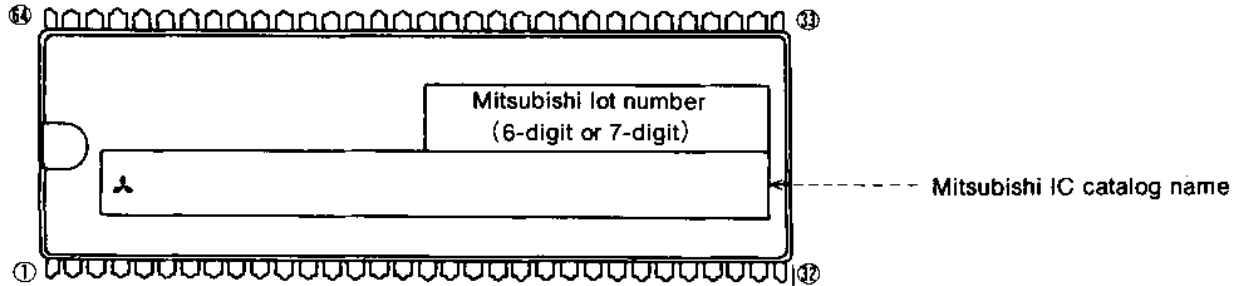 64 33
Mitsubishi lot number
(6-digit or 7-digit)
Mitsubishi IC catalog name
1 32